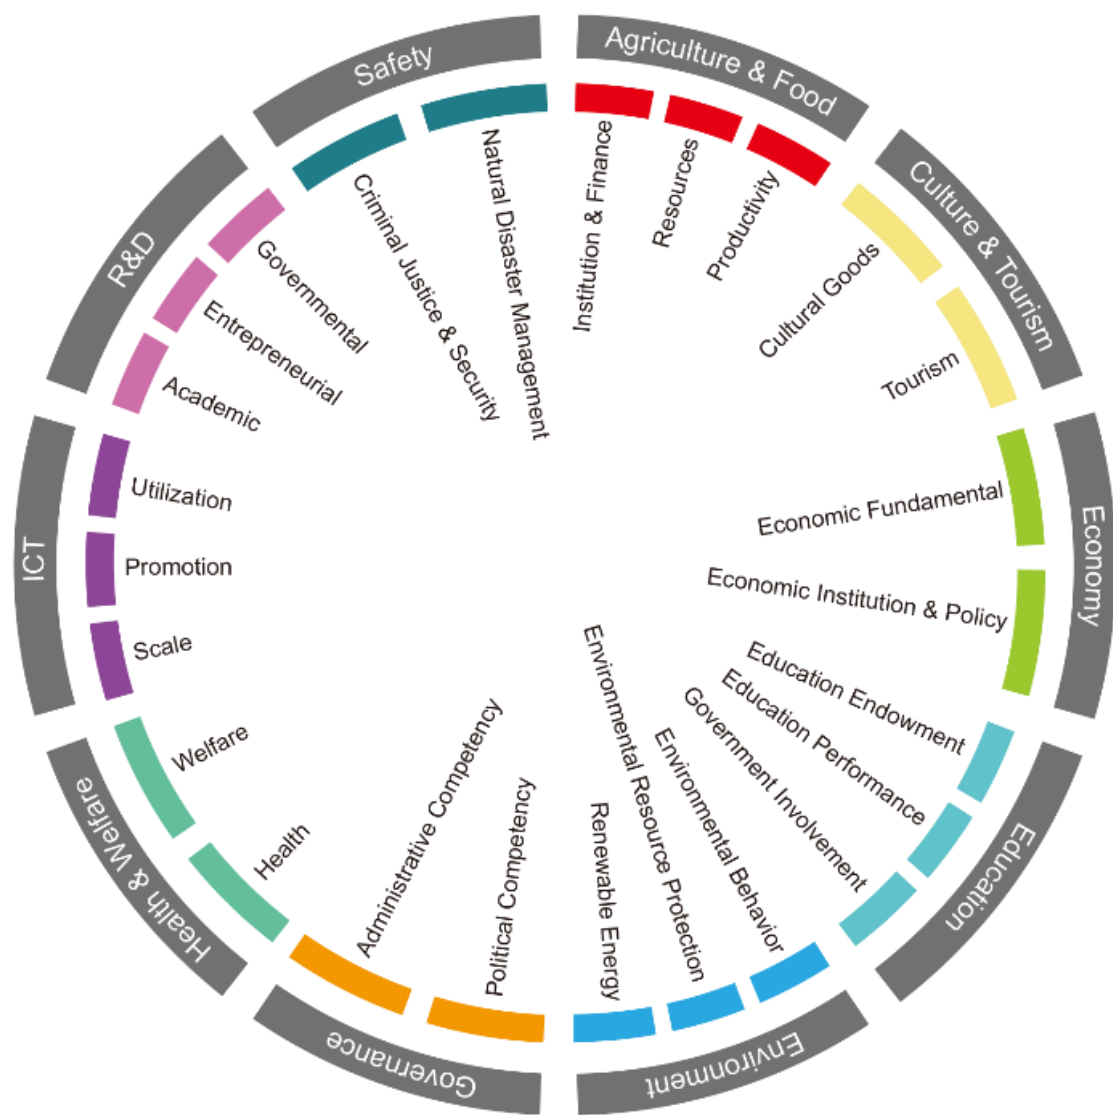 Agriculture & Food
Institution & Finance
Resources
Productivity
Culture & Tourism
Cultural Goods
Tourism
Economy
Economic Fundamental
Economic Institution & Policy
Education
Education Endowment
Education Performance
Government Involvement
Environment
Environmental Behavior
Environmental Resource Protection
Renewable Energy
Governance
Political Competency
Administrative Competency
Health & Welfare
Health
Welfare
ICT
Scale
Promotion
Utilization
R&D
Academic
Entrepreneurial
Governmental
Safety
Criminal Justice & Security
Natural Disaster Management